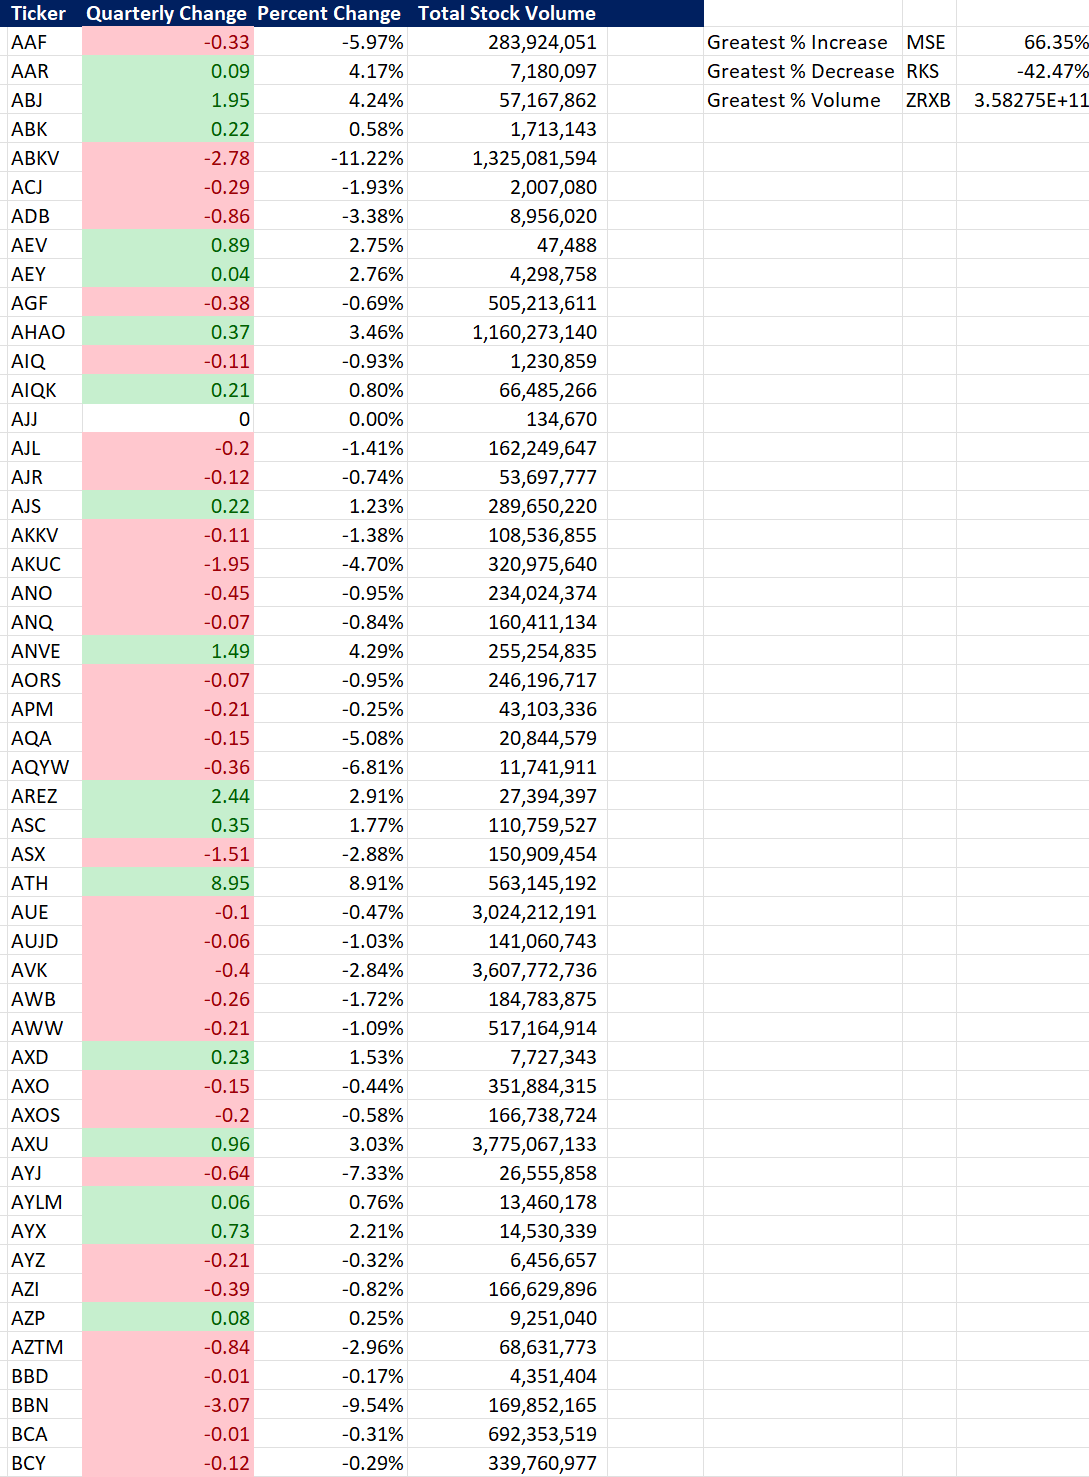 Ticker Quarterly Change Percent Change Total Stock Volume
AAF -0.33 -5.97% 283,924,051 Greatest % Increase MSE 66.35%
AAR 0.09 4.17% 7,180,097 Greatest % Decrease RKS -42.47%
ABJ 1.95 4.24% 57,167,862 Greatest % Volume ZRXB 3.58275E+11
ABK 0.22 0.58% 1,713,143
ABKV -2.78 -11.22% 1,325,081,594
ACJ -0.29 -1.93% 2,007,080
ADB -0.86 -3.38% 8,956,020
AEV 0.89 2.75% 47,488
AEY 0.04 2.76% 4,298,758
AGF -0.38 -0.69% 505,213,611
AHAO 0.37 3.46% 1,160,273,140
AIQ -0.11 -0.93% 1,230,859
AIQK 0.21 0.80% 66,485,266
AJJ 0 0.00% 134,670
AJL -0.2 -1.41% 162,249,647
AJR -0.12 -0.74% 53,697,777
AJS 0.22 1.23% 289,650,220
AKKV -0.11 -1.38% 108,536,855
AKUC -1.95 -4.70% 320,975,640
ANO -0.45 -0.95% 234,024,374
ANQ -0.07 -0.84% 160,411,134
ANVE 1.49 4.29% 255,254,835
AORS -0.07 -0.95% 246,196,717
APM -0.21 -0.25% 43,103,336
AQA -0.15 -5.08% 20,844,579
AQYW -0.36 -6.81% 11,741,911
AREZ 2.44 2.91% 27,394,397
ASC 0.35 1.77% 110,759,527
ASX -1.51 -2.88% 150,909,454
ATH 8.95 8.91% 563,145,192
AUE -0.1 -0.47% 3,024,212,191
AUJD -0.06 -1.03% 141,060,743
AVK -0.4 -2.84% 3,607,772,736
AWB -0.26 -1.72% 184,783,875
AWW -0.21 -1.09% 517,164,914
AXD 0.23 1.53% 7,727,343
AXO -0.15 -0.44% 351,884,315
AXOS -0.2 -0.58% 166,738,724
AXU 0.96 3.03% 3,775,067,133
AYJ -0.64 -7.33% 26,555,858
AYLM 0.06 0.76% 13,460,178
AYX 0.73 2.21% 14,530,339
AYZ -0.21 -0.32% 6,456,657
AZI -0.39 -0.82% 166,629,896
AZP 0.08 0.25% 9,251,040
AZTM -0.84 -2.96% 68,631,773
BBD -0.01 -0.17% 4,351,404
BBN -3.07 -9.54% 169,852,165
BCA -0.01 -0.31% 692,353,519
BCY -0.12 -0.29% 339,760,977